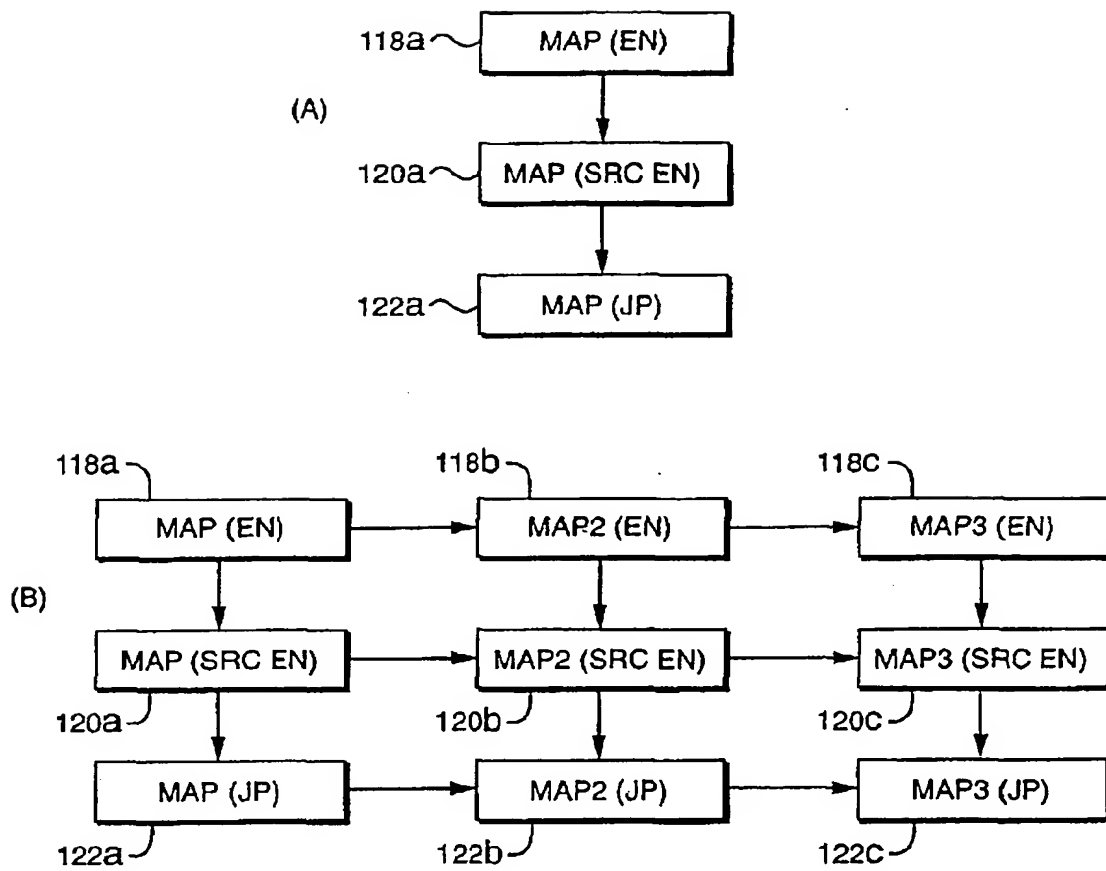 118a MAP (EN)
(A)
120a MAP (SRC EN)
122a MAP (JP)
118a 118b 118c
MAP (EN) MAP2 (EN) MAP3 (EN)
(B)
MAP (SRC EN) MAP2 (SRC EN) MAP3 (SRC EN)
120a 120b 120c
MAP (JP) MAP2 (JP) MAP3 (JP)
122a 122b 122c